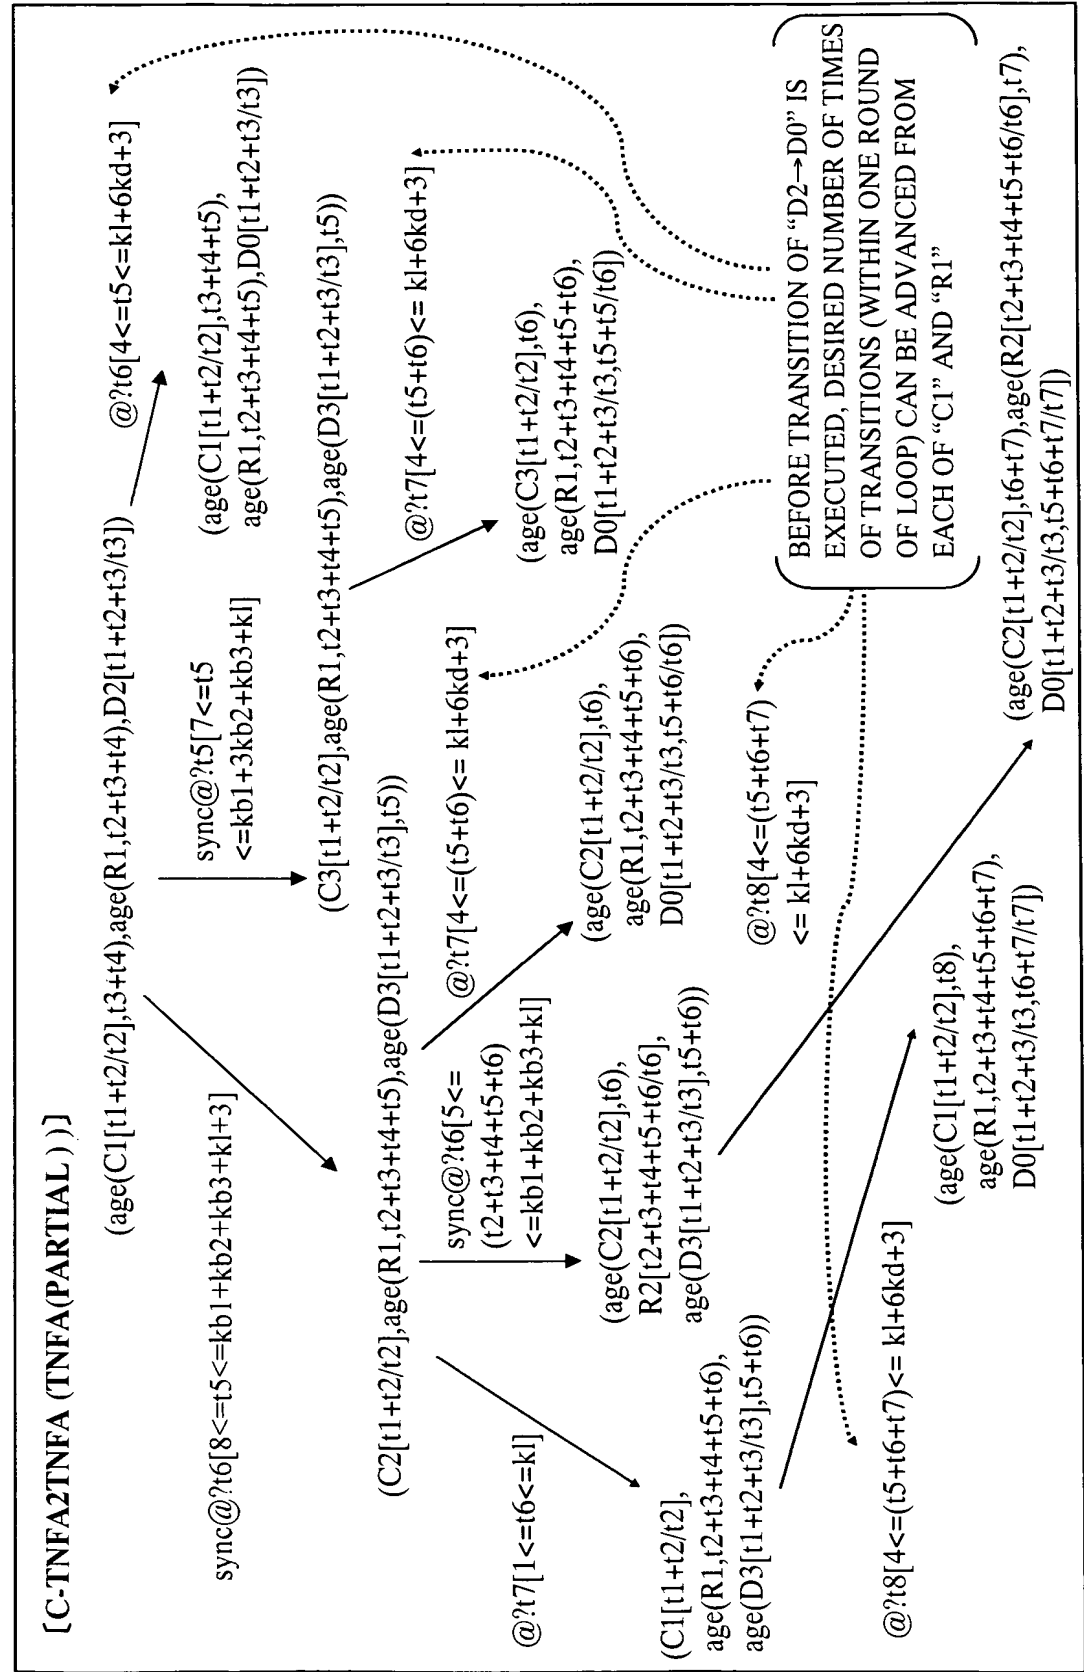 [C-TNFA2TNFA (TNFA(PARTIAL ) )]
(age(C1[t1+t2/t2],t3+t4),age(R1,t2+t3+t4),D2[t1+t2+t3/t3])
sync@?t6[8<=t5<=kb1+kb2+kb3+kl+3]
sync@?t5[7<=t5
<=kb1+3kb2+kb3+kl]
@?t6[4<=t5<=kl+6kd+3]
(age(C1[t1+t2/t2],t3+t4+t5),
age(R1,t2+t3+t4+t5),D0[t1+t2+t3/t3])
(C3[t1+t2/t2],age(R1,t2+t3+t4+t5),age(D3[t1+t2+t3/t3],t5))
(C2[t1+t2/t2],age(R1,t2+t3+t4+t5),age(D3[t1+t2+t3/t3],t5))
@?t7[4<=(t5+t6)<= kl+6kd+3]
@?t7[4<=(t5+t6)<= kl+6kd+3]
@?t7[1<=t6<=kl]
sync@?t6[5<=
(t2+t3+t4+t5+t6)
<=kb1+kb2+kb3+kl]
(age(C3[t1+t2/t2],t6),
age(R1,t2+t3+t4+t5+t6),
D0[t1+t2+t3/t3,t5+t5/t6])
(age(C2[t1+t2/t2],t6),
age(R1,t2+t3+t4+t5+t6),
D0[t1+t2+t3/t3,t5+t6/t6])
(age(C2[t1+t2/t2],t6),
R2[t2+t3+t4+t5+t6/t6],
age(D3[t1+t2+t3/t3],t5+t6))
(C1[t1+t2/t2],
age(R1,t2+t3+t4+t5+t6),
age(D3[t1+t2+t3/t3],t5+t6))
@?t8[4<=(t5+t6+t7)
<= kl+6kd+3]
BEFORE TRANSITION OF “D2→D0” IS
EXECUTED, DESIRED NUMBER OF TIMES
OF TRANSITIONS (WITHIN ONE ROUND
OF LOOP) CAN BE ADVANCED FROM
EACH OF “C1” AND “R1”
@?t8[4<=(t5+t6+t7)<= kl+6kd+3]
(age(C1[t1+t2/t2],t8),
age(R1,t2+t3+t4+t5+t6+t7),
D0[t1+t2+t3/t3,t6+t7/t7])
(age(C2[t1+t2/t2],t6+t7),age(R2[t2+t3+t4+t5+t6/t6],t7),
D0[t1+t2+t3/t3,t5+t6+t7/t7])